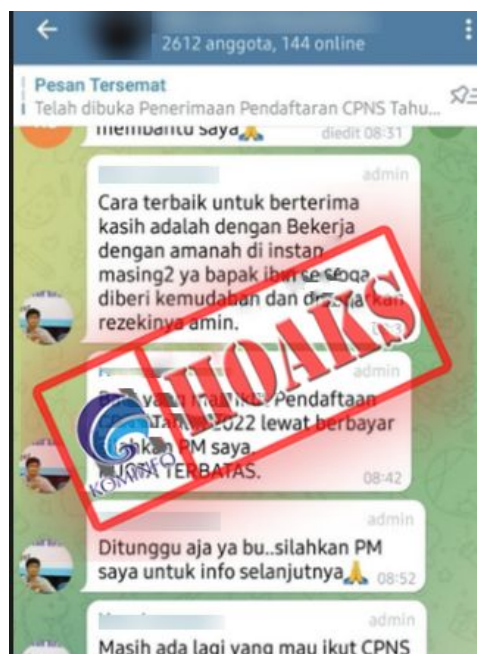 2612 anggota, 144 online
Pesan Tersemat
Telah dibuka Penerimaan Pendaftaran CPNS Tahu...
membantu saya🙏 diedit 08:31
admin
Cara terbaik untuk berterima
kasih adalah dengan Bekerja
dengan amanah di instan
masing2 ya bapak ibu
diberi kemudahan dan
rezekinya amin.
HOAKS
admin
Pendaftaan
2022 lewat berbayar
PM saya.
TERBATAS. 08:42
KOMINFO
admin
Ditunggu aja ya bu..silahkan PM
saya untuk info selanjutnya🙏 08:52
admin
Masih ada lagi yang mau ikut CPNS